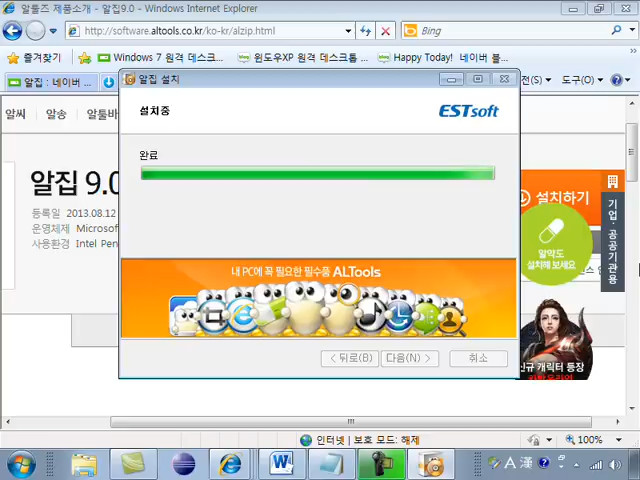 알툴즈 제품소개 - 알집9.0 - Windows Internet Explorer
http://software.altools.co.kr/ko-kr/alzip.html
Bing
즐겨찾기
Windows 7 원격 데스크...
윈도우XP 원격 데스크톱 ...
Happy Today! 네이버 블...
알집 : 네이버 ...
전(S)
도구(O)
알씨
알송
알툴바
알집 설치
설치중
ESTsoft
완료
알집 9.0
등록일 2013.08.12
운영체제 Microsof
사용환경 Intel Pen
설치하기
기업·공공기관용
알약도
설치해 보세요
내 PC에 꼭 필요한 필수품 ALTools
신규 캐릭터 등장
< 뒤로(B)
다음(N) >
취소
인터넷 | 보호 모드: 해제
100%
A 漢